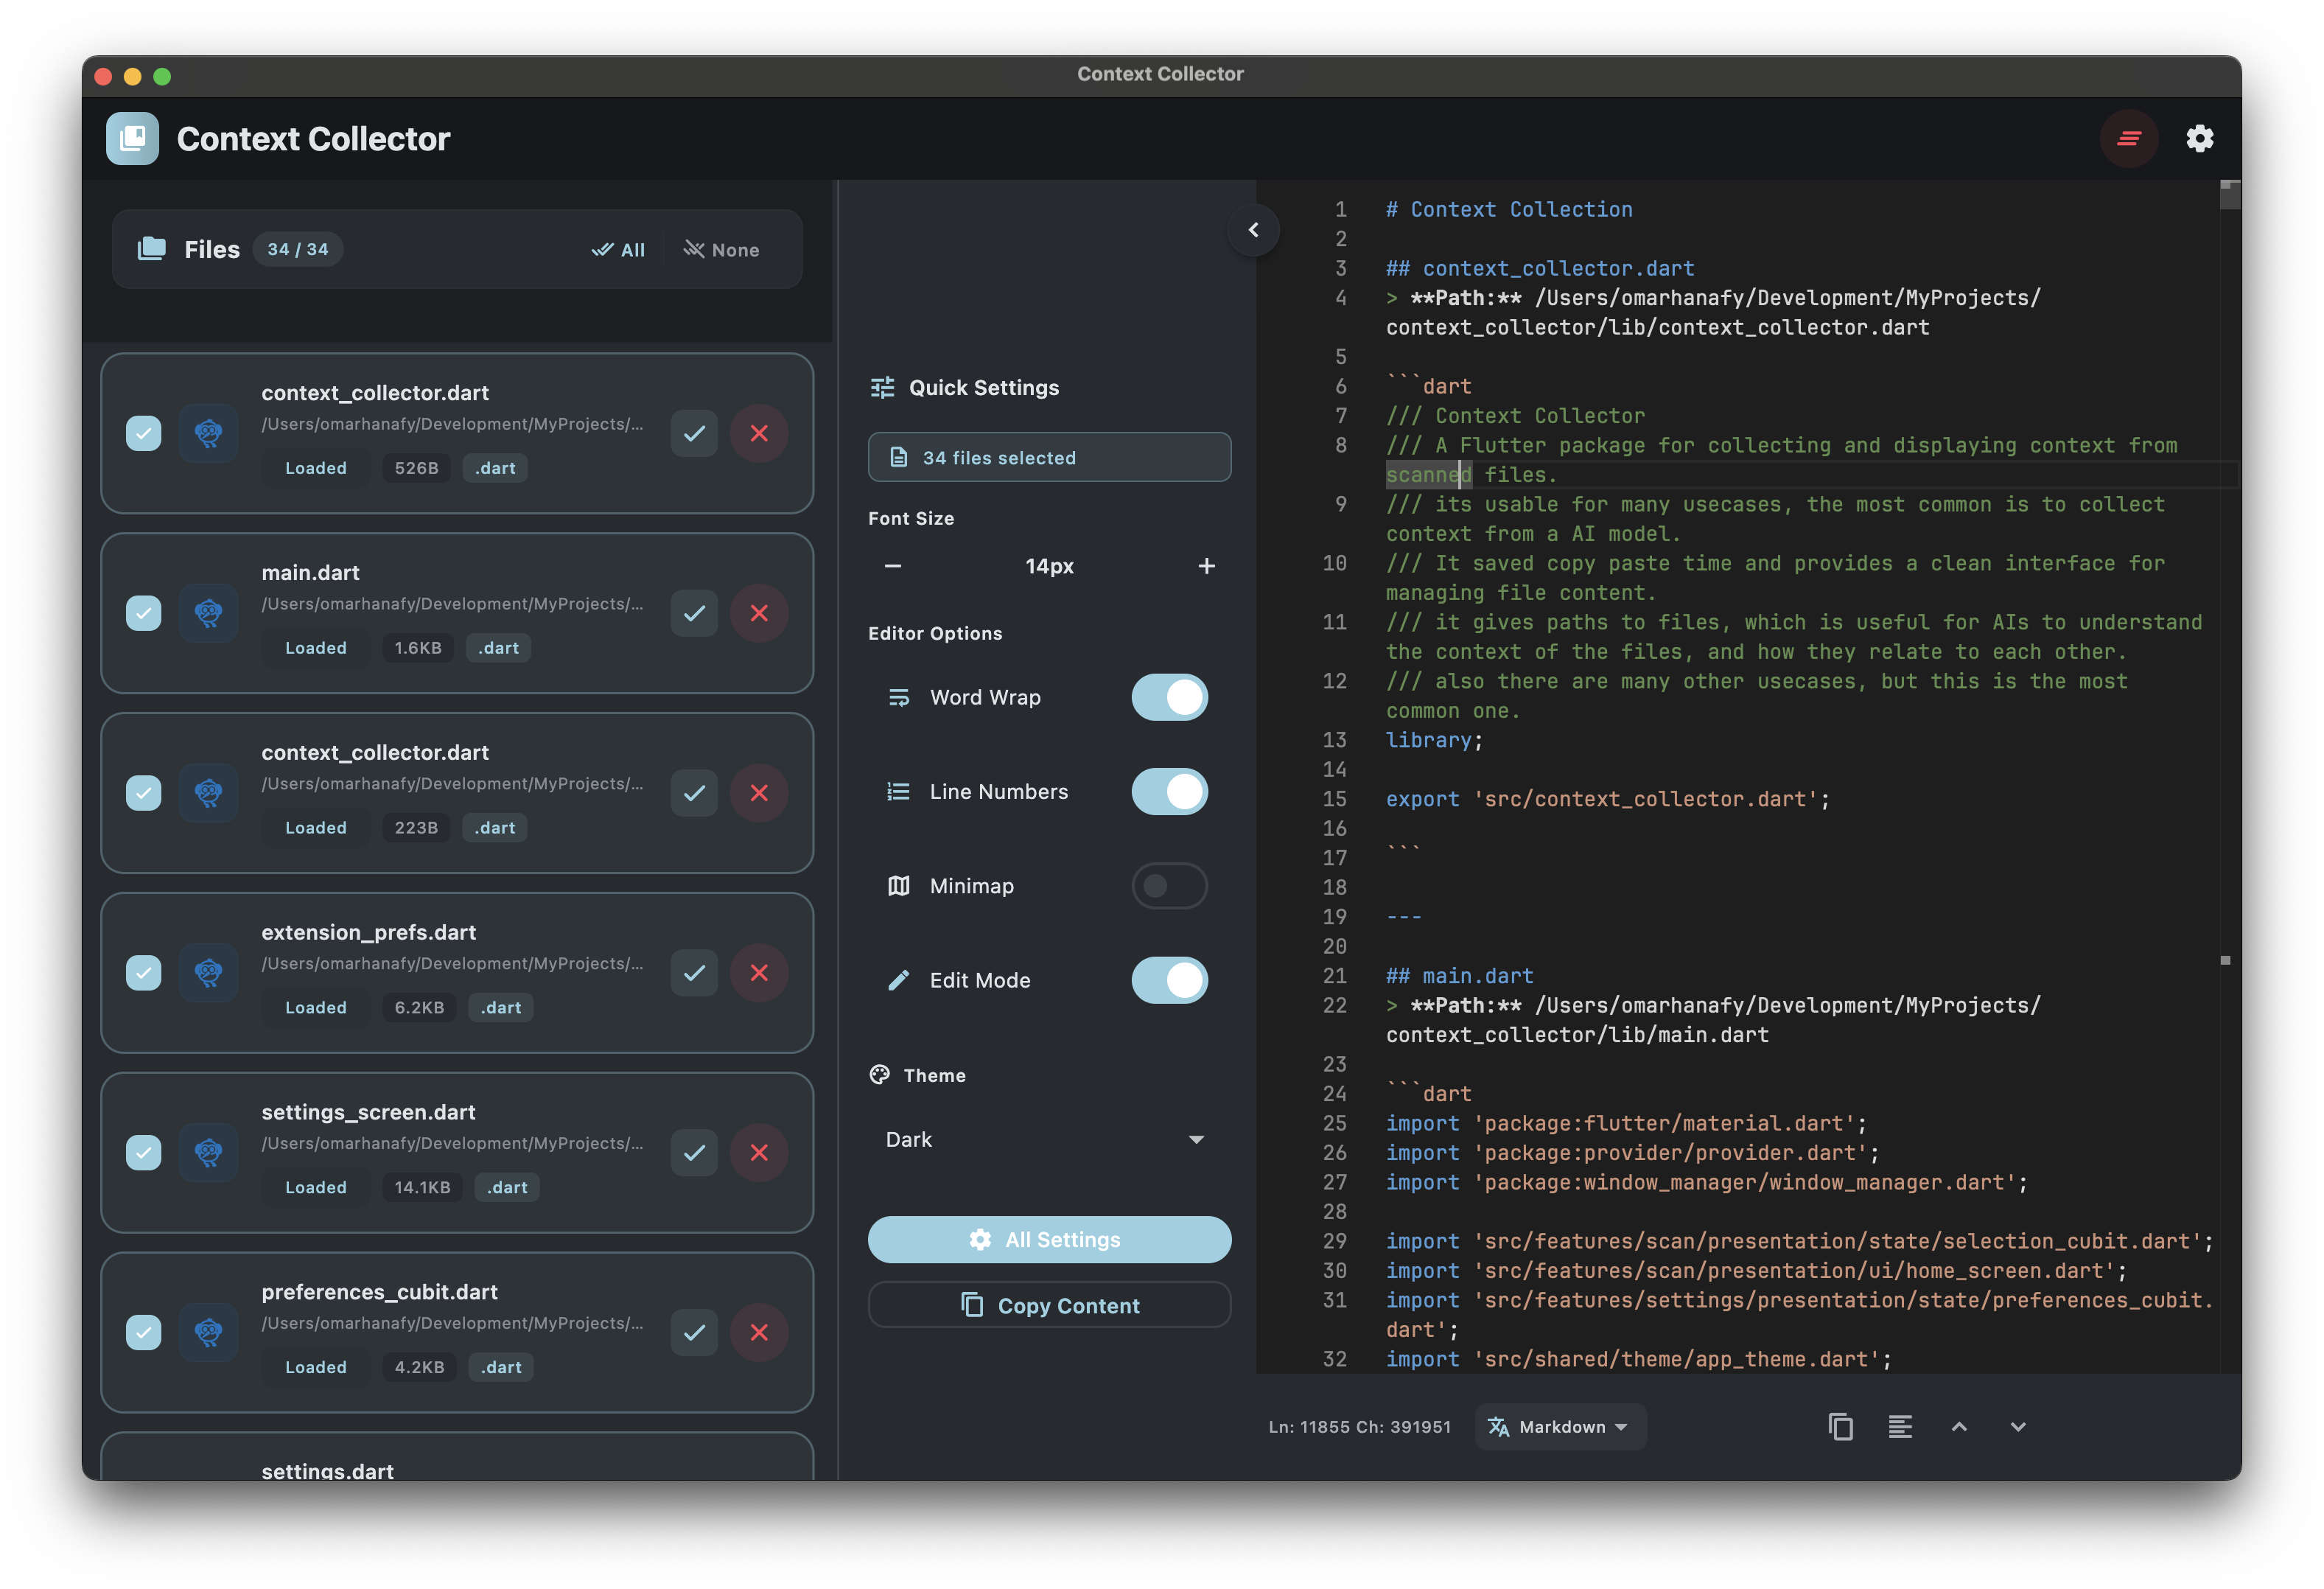 Context Collector
Context Collector
Files 34 / 34 All None
context_collector.dart
/Users/omarhanafy/Development/MyProjects/...
Loaded 526B .dart
main.dart
/Users/omarhanafy/Development/MyProjects/...
Loaded 1.6KB .dart
context_collector.dart
/Users/omarhanafy/Development/MyProjects/...
Loaded 223B .dart
extension_prefs.dart
/Users/omarhanafy/Development/MyProjects/...
Loaded 6.2KB .dart
settings_screen.dart
/Users/omarhanafy/Development/MyProjects/...
Loaded 14.1KB .dart
preferences_cubit.dart
/Users/omarhanafy/Development/MyProjects/...
Loaded 4.2KB .dart
settings.dart
Quick Settings
34 files selected
Font Size
− 14px +
Editor Options
Word Wrap
Line Numbers
Minimap
Edit Mode
Theme
Dark
All Settings
Copy Content
1 # Context Collection
2
3 ## context_collector.dart
4 > **Path:** /Users/omarhanafy/Development/MyProjects/
context_collector/lib/context_collector.dart
5
6 ```dart
7 /// Context Collector
8 /// A Flutter package for collecting and displaying context from
scanned files.
9 /// its usable for many usecases, the most common is to collect
context from a AI model.
10 /// It saved copy paste time and provides a clean interface for
managing file content.
11 /// it gives paths to files, which is useful for AIs to understand
the context of the files, and how they relate to each other.
12 /// also there are many other usecases, but this is the most
common one.
13 library;
14
15 export 'src/context_collector.dart';
16
17 ```
18
19 ---
20
21 ## main.dart
22 > **Path:** /Users/omarhanafy/Development/MyProjects/
context_collector/lib/main.dart
23
24 ```dart
25 import 'package:flutter/material.dart';
26 import 'package:provider/provider.dart';
27 import 'package:window_manager/window_manager.dart';
28
29 import 'src/features/scan/presentation/state/selection_cubit.dart';
30 import 'src/features/scan/presentation/ui/home_screen.dart';
31 import 'src/features/settings/presentation/state/preferences_cubit.
dart';
32 import 'src/shared/theme/app_theme.dart';
Ln: 11855 Ch: 391951 Markdown